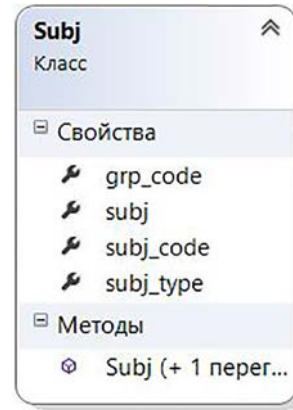 Subj
Класс
Свойства
grp_code
subj
subj_code
subj_type
Методы
Subj (+ 1 перег...